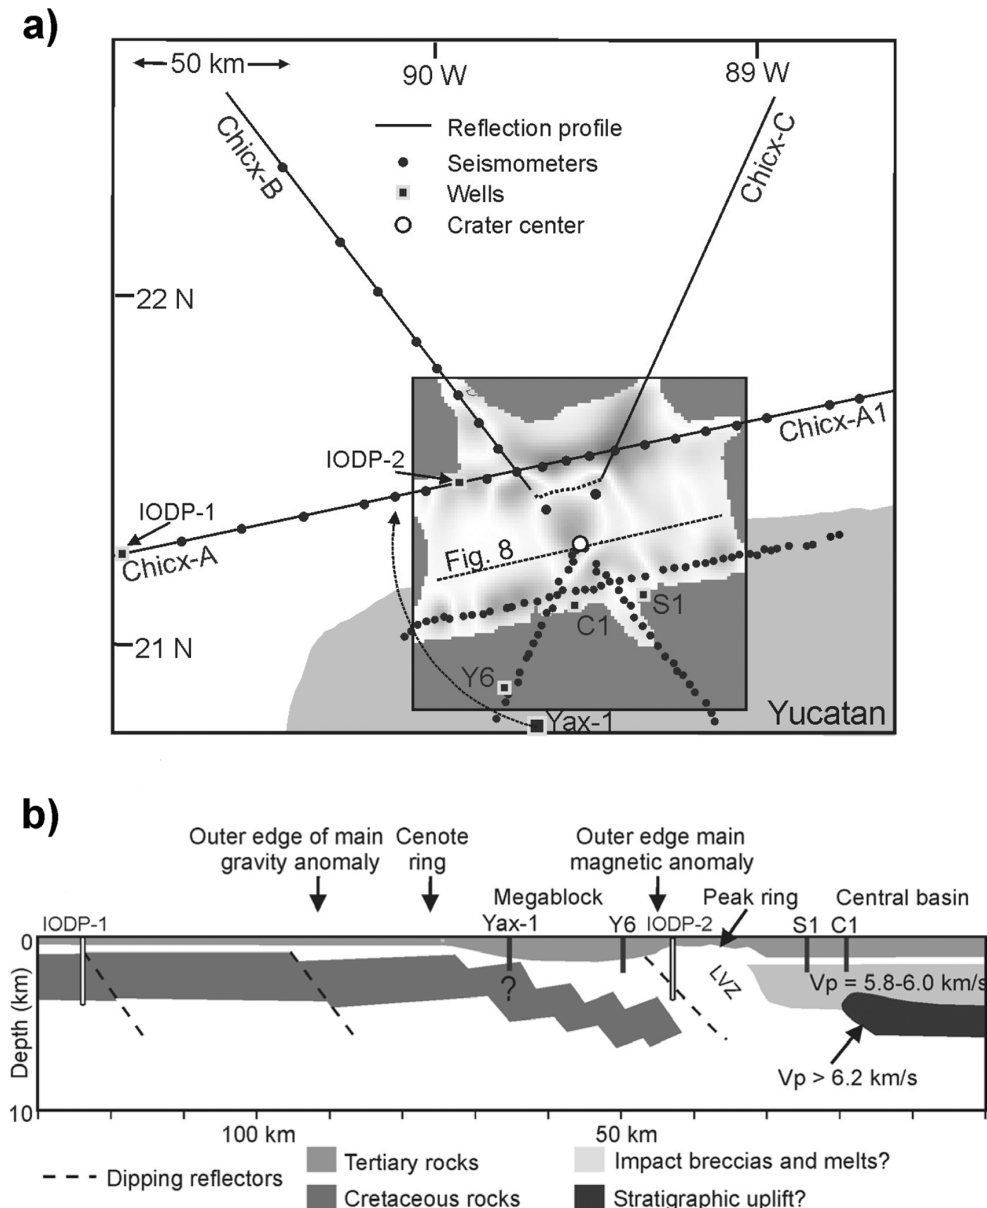 a)
50 km
90 W
89 W
Chicx-B
Chicx-C
Reflection profile
Seismometers
Wells
Crater center
22 N
IODP-2
Chicx-A1
IODP-1
Chicx-A
Fig. 8
S1
C1
21 N
Y6
Yax-1
Yucatan
b)
Outer edge of main
gravity anomaly
Cenote
ring
Outer edge main
magnetic anomaly
Megablock
Peak ring
Central basin
IODP-1
Yax-1
Y6
IODP-2
S1
C1
0
?
LVZ
Vp = 5.8-6.0 km/s
Depth (km)
Vp > 6.2 km/s
10
100 km
50 km
Dipping reflectors
Tertiary rocks
Impact breccias and melts?
Cretaceous rocks
Stratigraphic uplift?